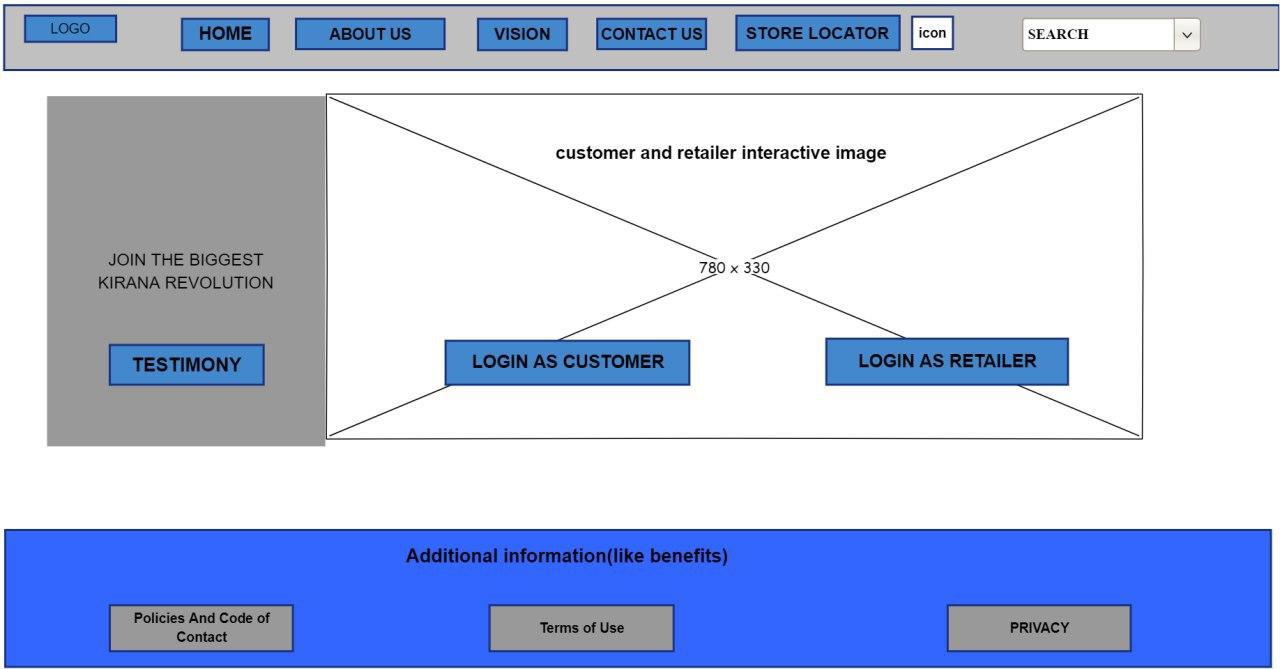 LOGO
HOME
ABOUT US
VISION
CONTACT US
STORE LOCATOR
icon
SEARCH
customer and retailer interactive image
JOIN THE BIGGEST
KIRANA REVOLUTION
780 x 330
TESTIMONY
LOGIN AS CUSTOMER
LOGIN AS RETAILER
Additional information(like benefits)
Policies And Code of
Contact
Terms of Use
PRIVACY